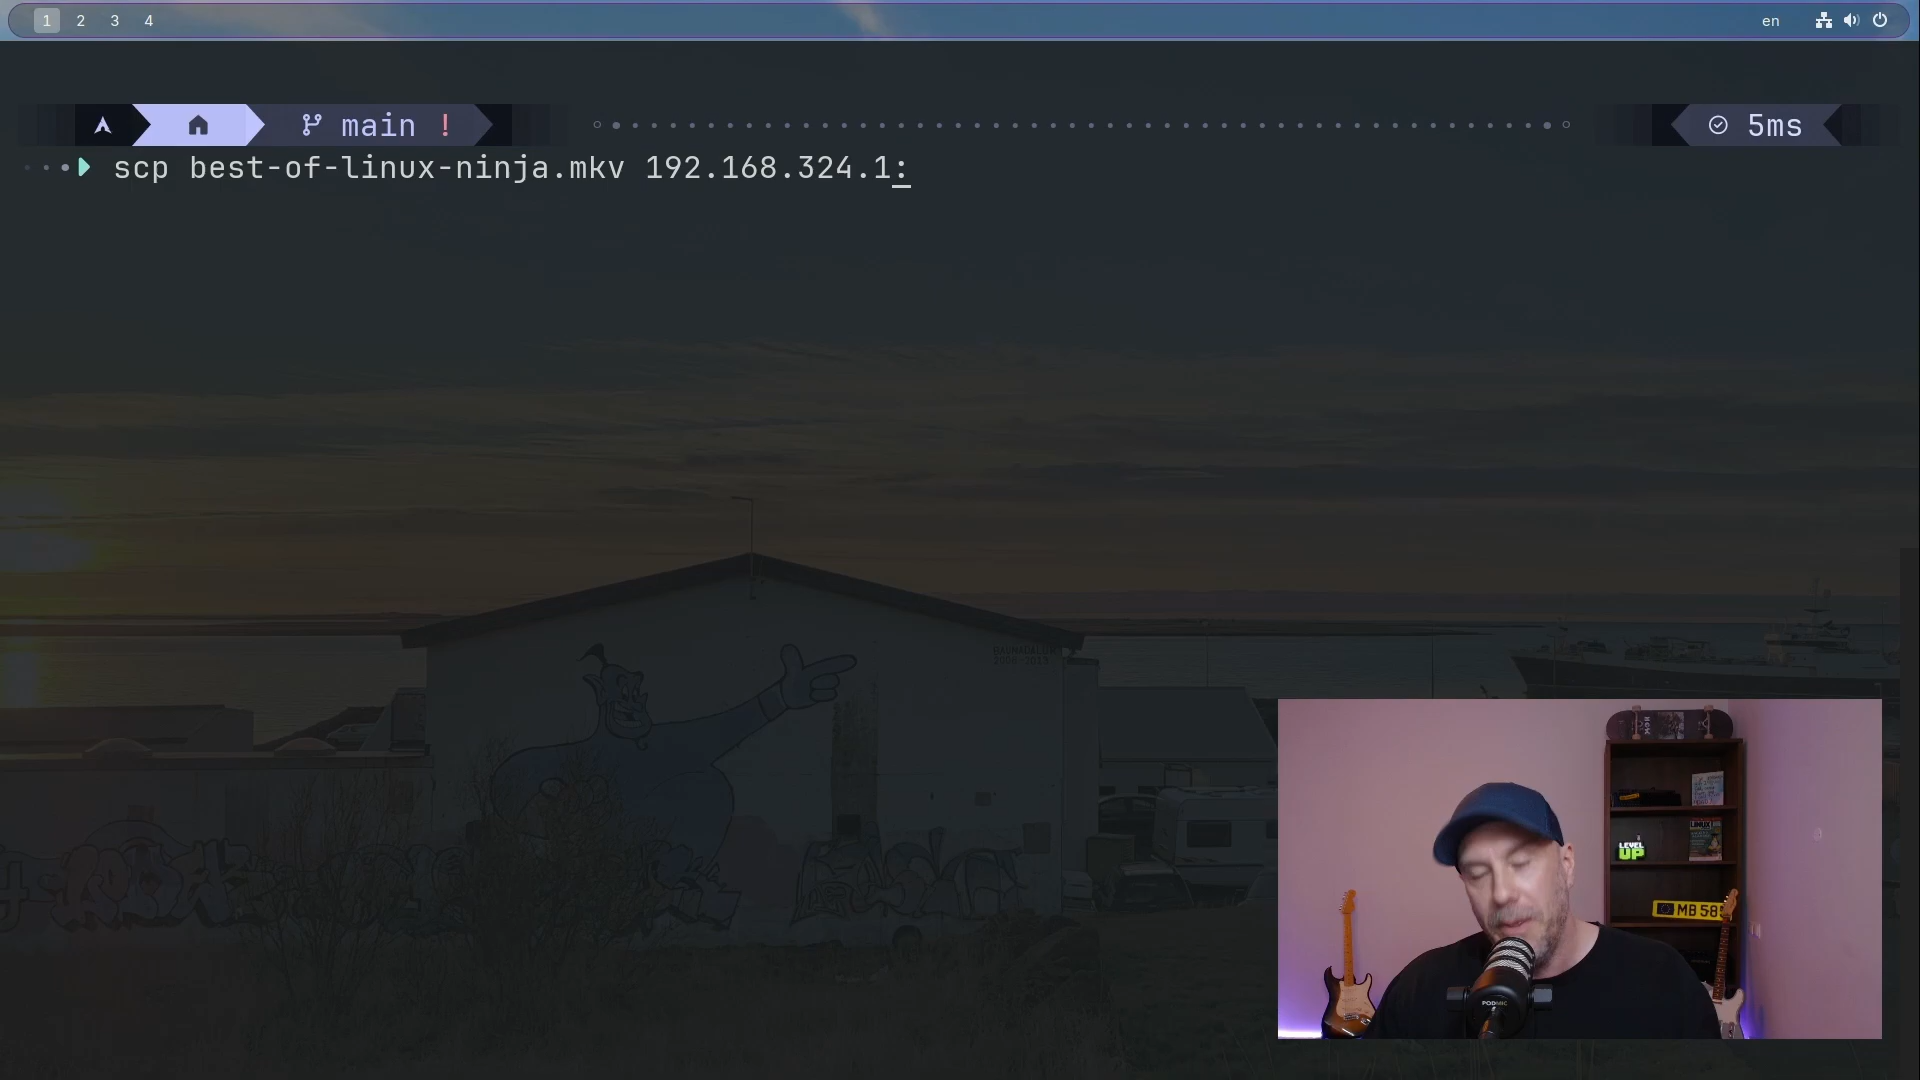 1 2 3 4 en
main ! 5ms
scp best-of-linux-ninja.mkv 192.168.324.1:
LEVEL
UP
MB 58
PODMIC